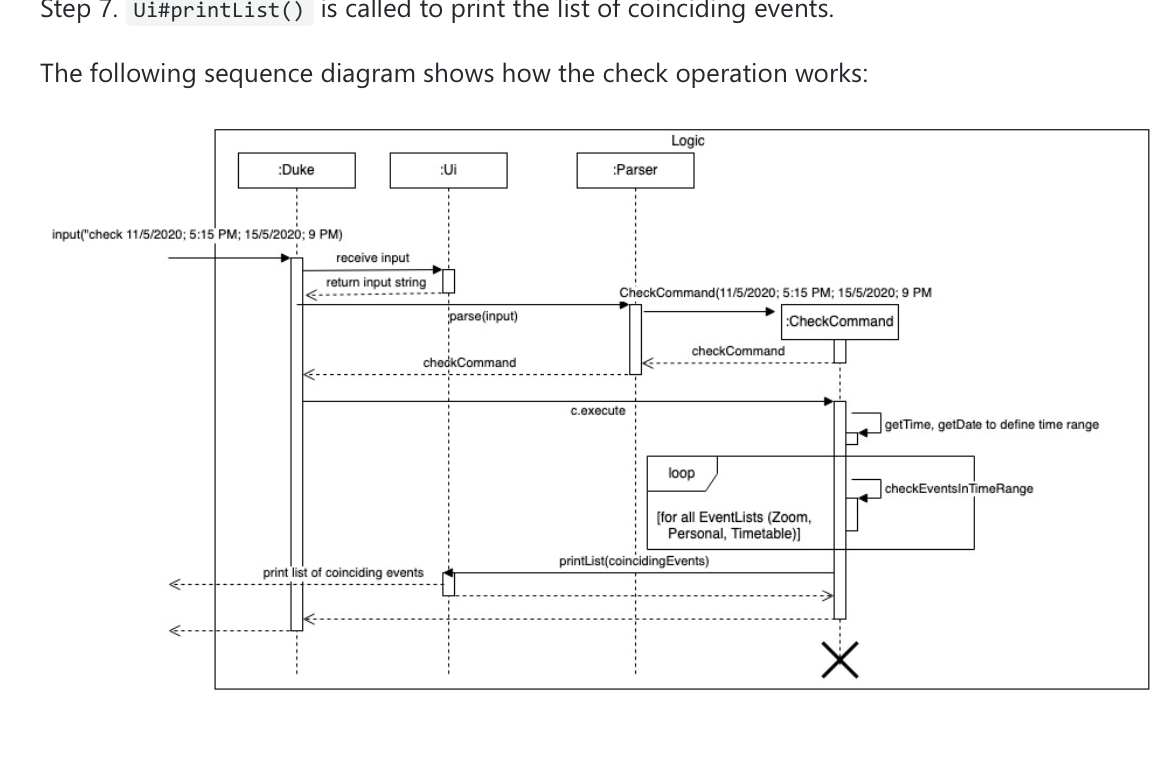 Step 7. Ui#printList() is called to print the list of coinciding events.
The following sequence diagram shows how the check operation works:
Logic
:Duke
:Ui
:Parser
input("check 11/5/2020; 5:15 PM; 15/5/2020; 9 PM)
receive input
return input string
CheckCommand(11/5/2020; 5:15 PM; 15/5/2020; 9 PM
parse(input)
:CheckCommand
checkCommand
checkCommand
c.execute
getTime, getDate to define time range
loop
checkEventsInTimeRange
[for all EventLists (Zoom,
Personal, Timetable)]
printList(coincidingEvents)
print list of coinciding events